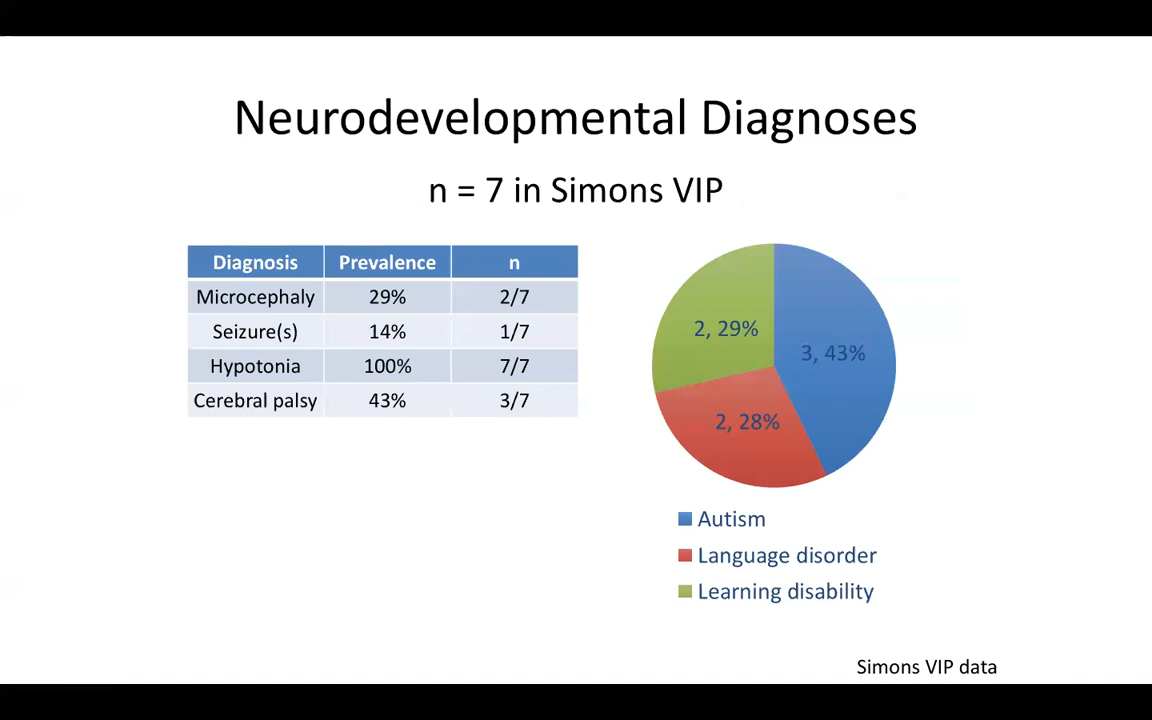 Neurodevelopmental Diagnoses
n = 7 in Simons VIP
Diagnosis Prevalence n
Microcephaly 29% 2/7
Seizure(s) 14% 1/7
Hypotonia 100% 7/7
Cerebral palsy 43% 3/7
2, 29%
3, 43%
2, 28%
Autism
Language disorder
Learning disability
Simons VIP data